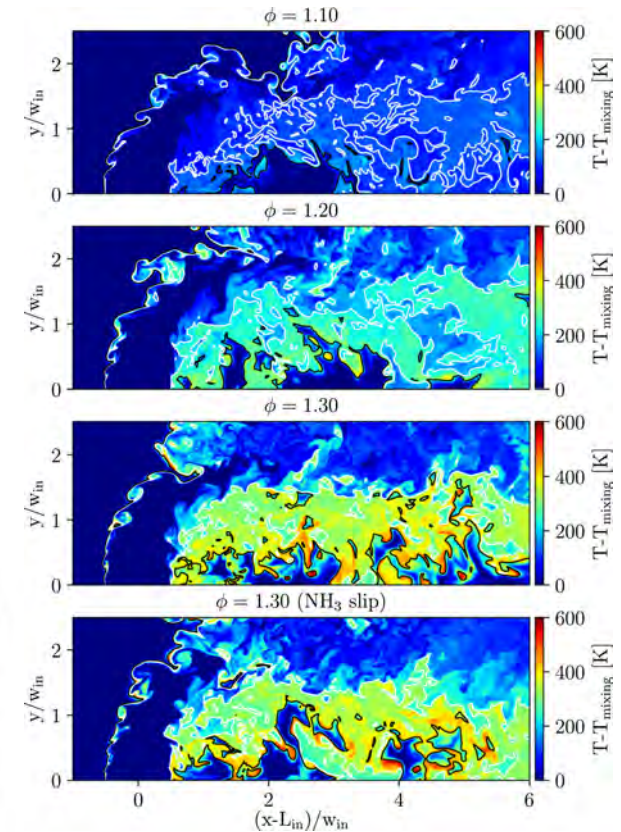 ϕ = 1.10
2
1
0
y/w_in
600
400
200
0
T-T_mixing [K]
ϕ = 1.20
2
1
0
y/w_in
600
400
200
0
T-T_mixing [K]
ϕ = 1.30
2
1
0
y/w_in
600
400
200
0
T-T_mixing [K]
ϕ = 1.30 (NH₃ slip)
2
1
0
y/w_in
600
400
200
0
T-T_mixing [K]
0 2 4 6
(x-L_in)/w_in